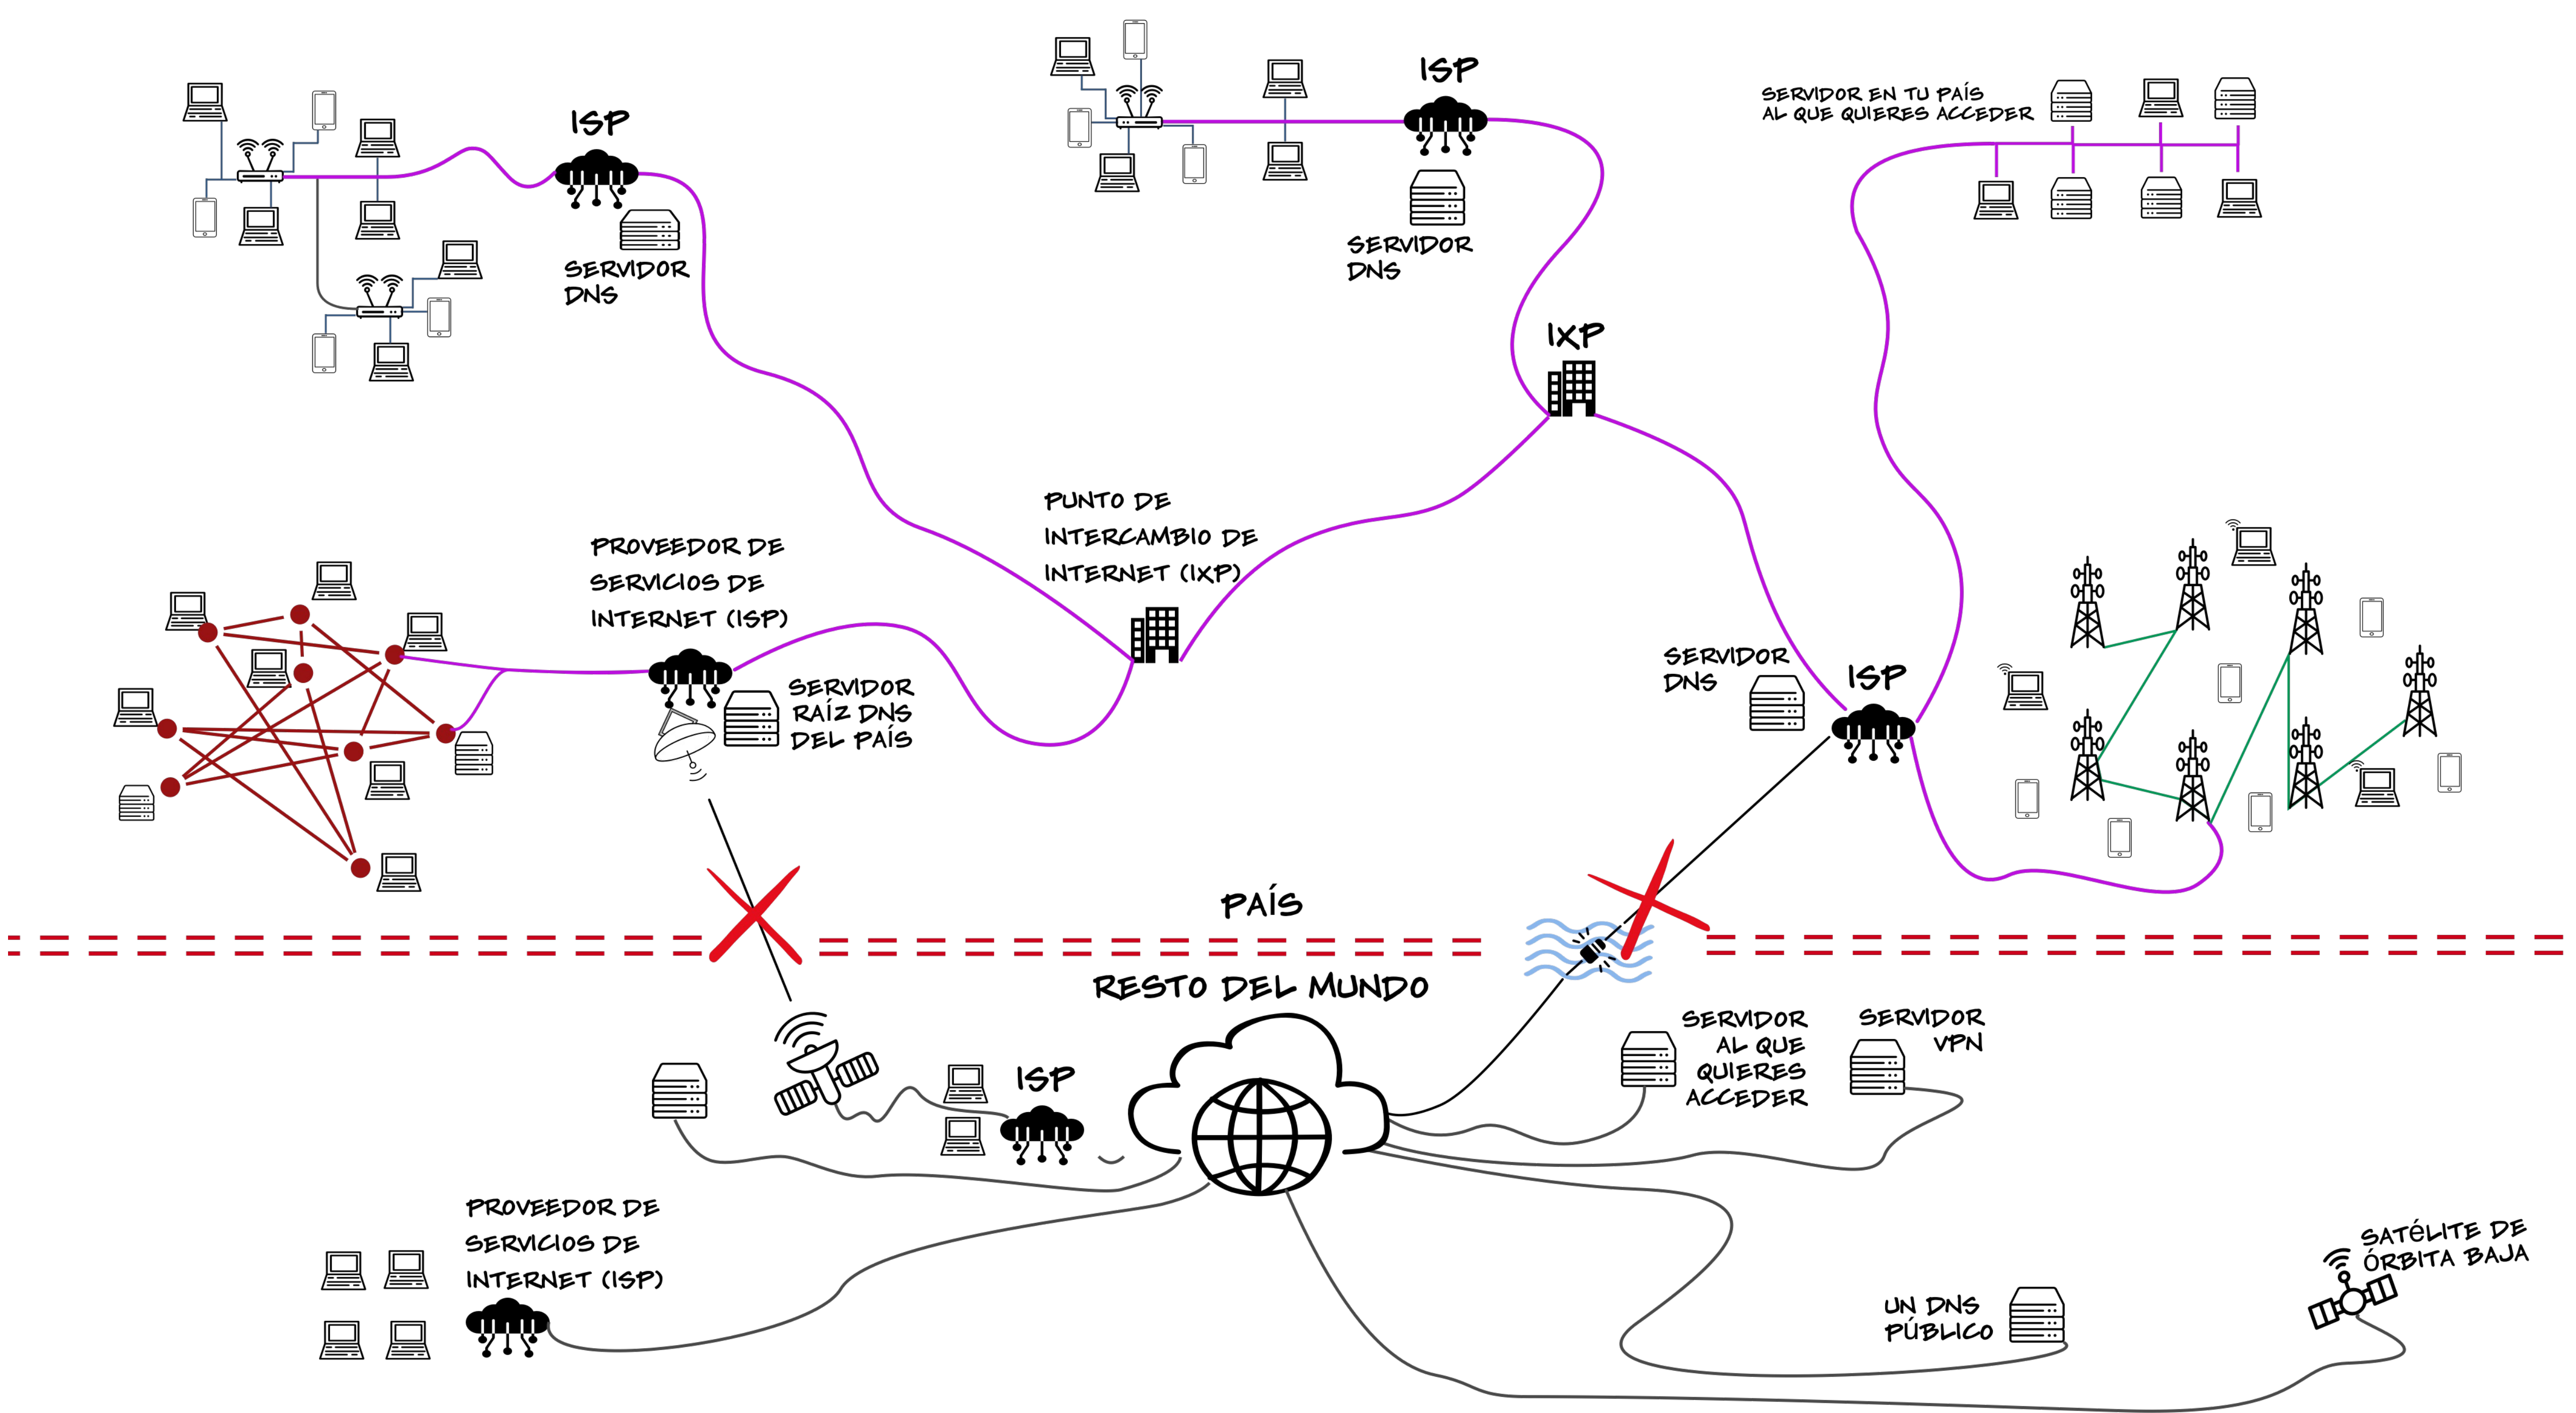 ISP
SERVIDOR
DNS
ISP
SERVIDOR
DNS
SERVIDOR EN TU PAÍS
AL QUE QUIERES ACCEDER
IXP
PROVEEDOR DE
SERVICIOS DE
INTERNET (ISP)
SERVIDOR
RAÍZ DNS
DEL PAÍS
PUNTO DE
INTERCAMBIO DE
INTERNET (IXP)
SERVIDOR
DNS
ISP
PAÍS
RESTO DEL MUNDO
ISP
SERVIDOR
AL QUE
QUIERES
ACCEDER
SERVIDOR
VPN
PROVEEDOR DE
SERVICIOS DE
INTERNET (ISP)
UN DNS
PÚBLICO
SATÉLITE DE
ÓRBITA BAJA